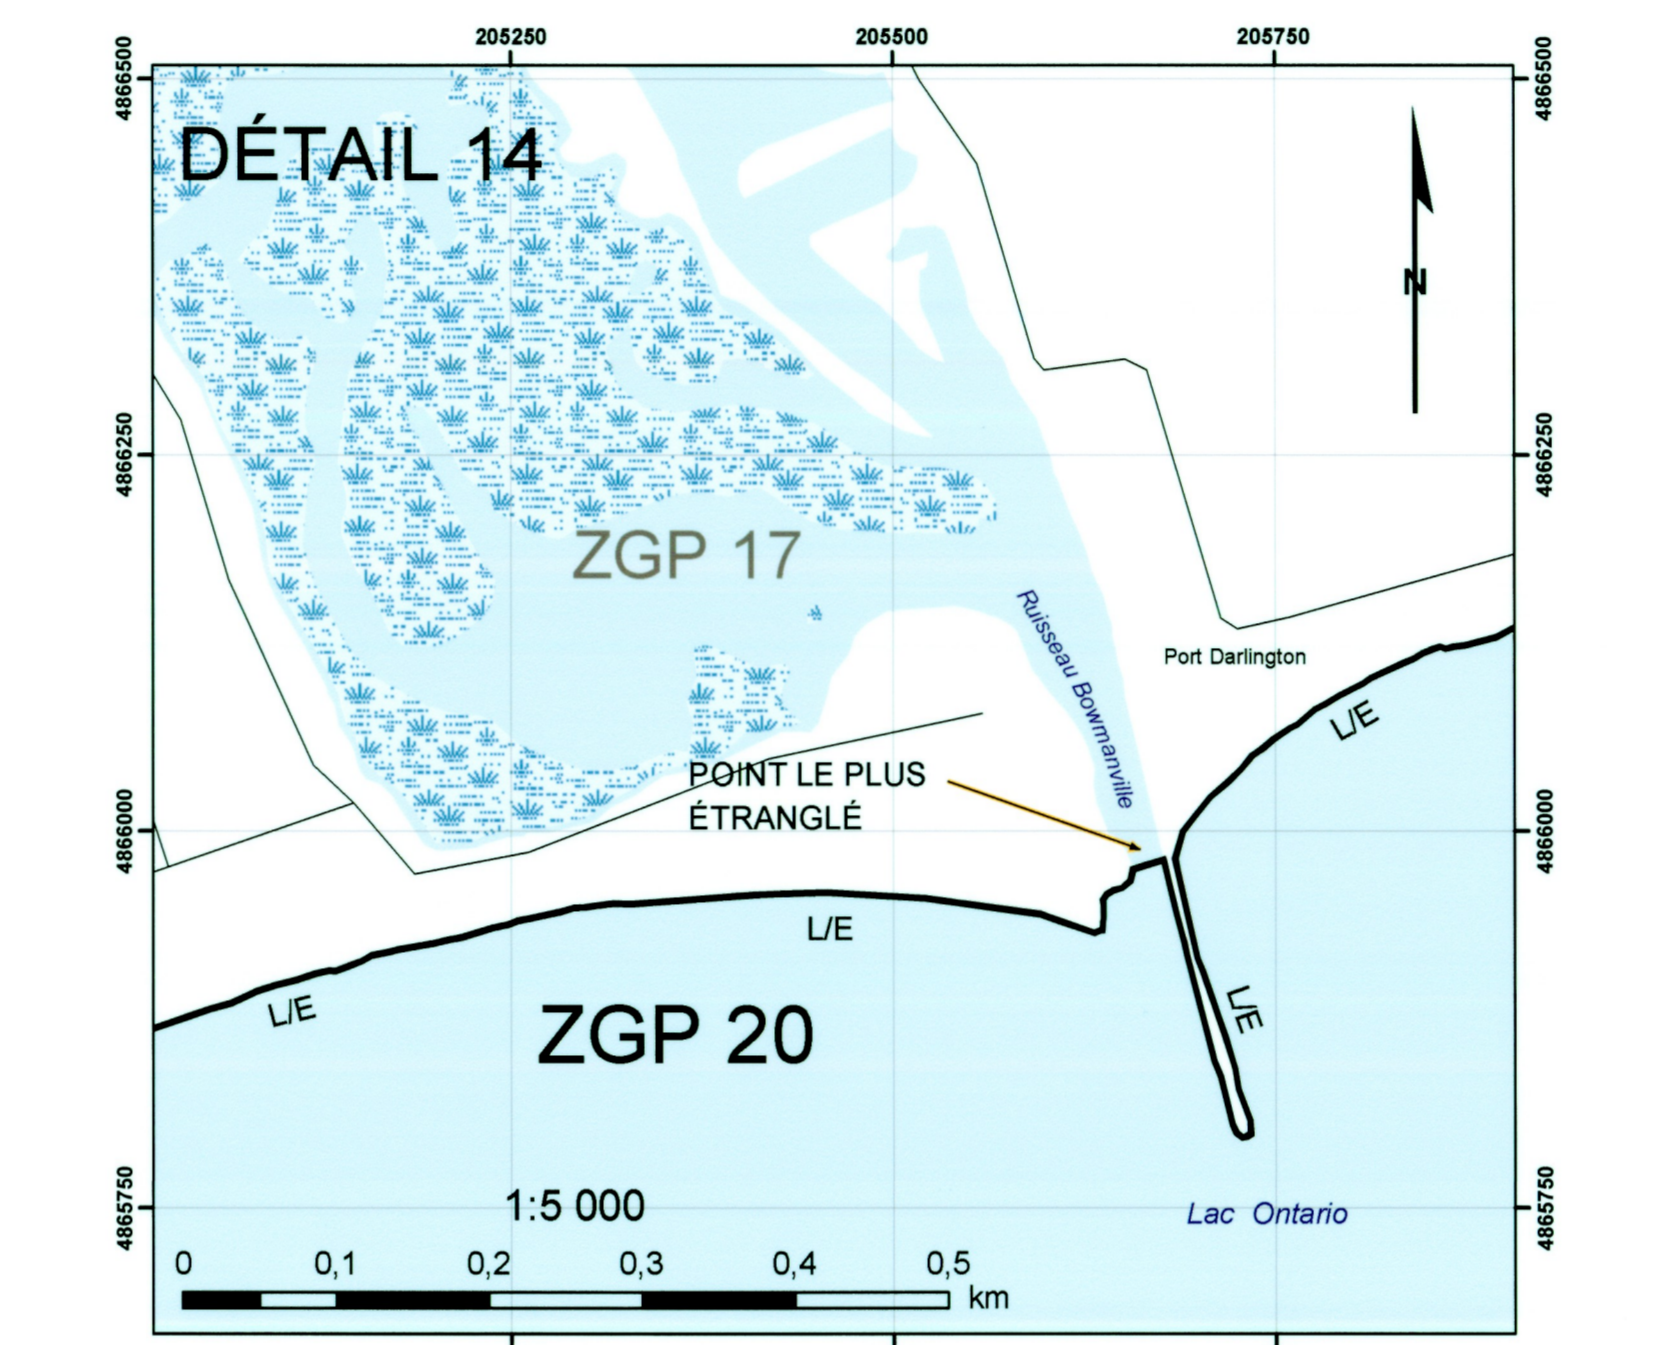 205250 205500 205750
4866500 4866500
DÉTAIL 14
N
4866250 4866250
ZGP 17
Ruisseau Bowmanville
Port Darlington
L/E
POINT LE PLUS
ÉTRANGLÉ
4866000 4866000
L/E
L/E
L/E
ZGP 20
4865750 4865750
1:5 000
Lac Ontario
0 0,1 0,2 0,3 0,4 0,5
km